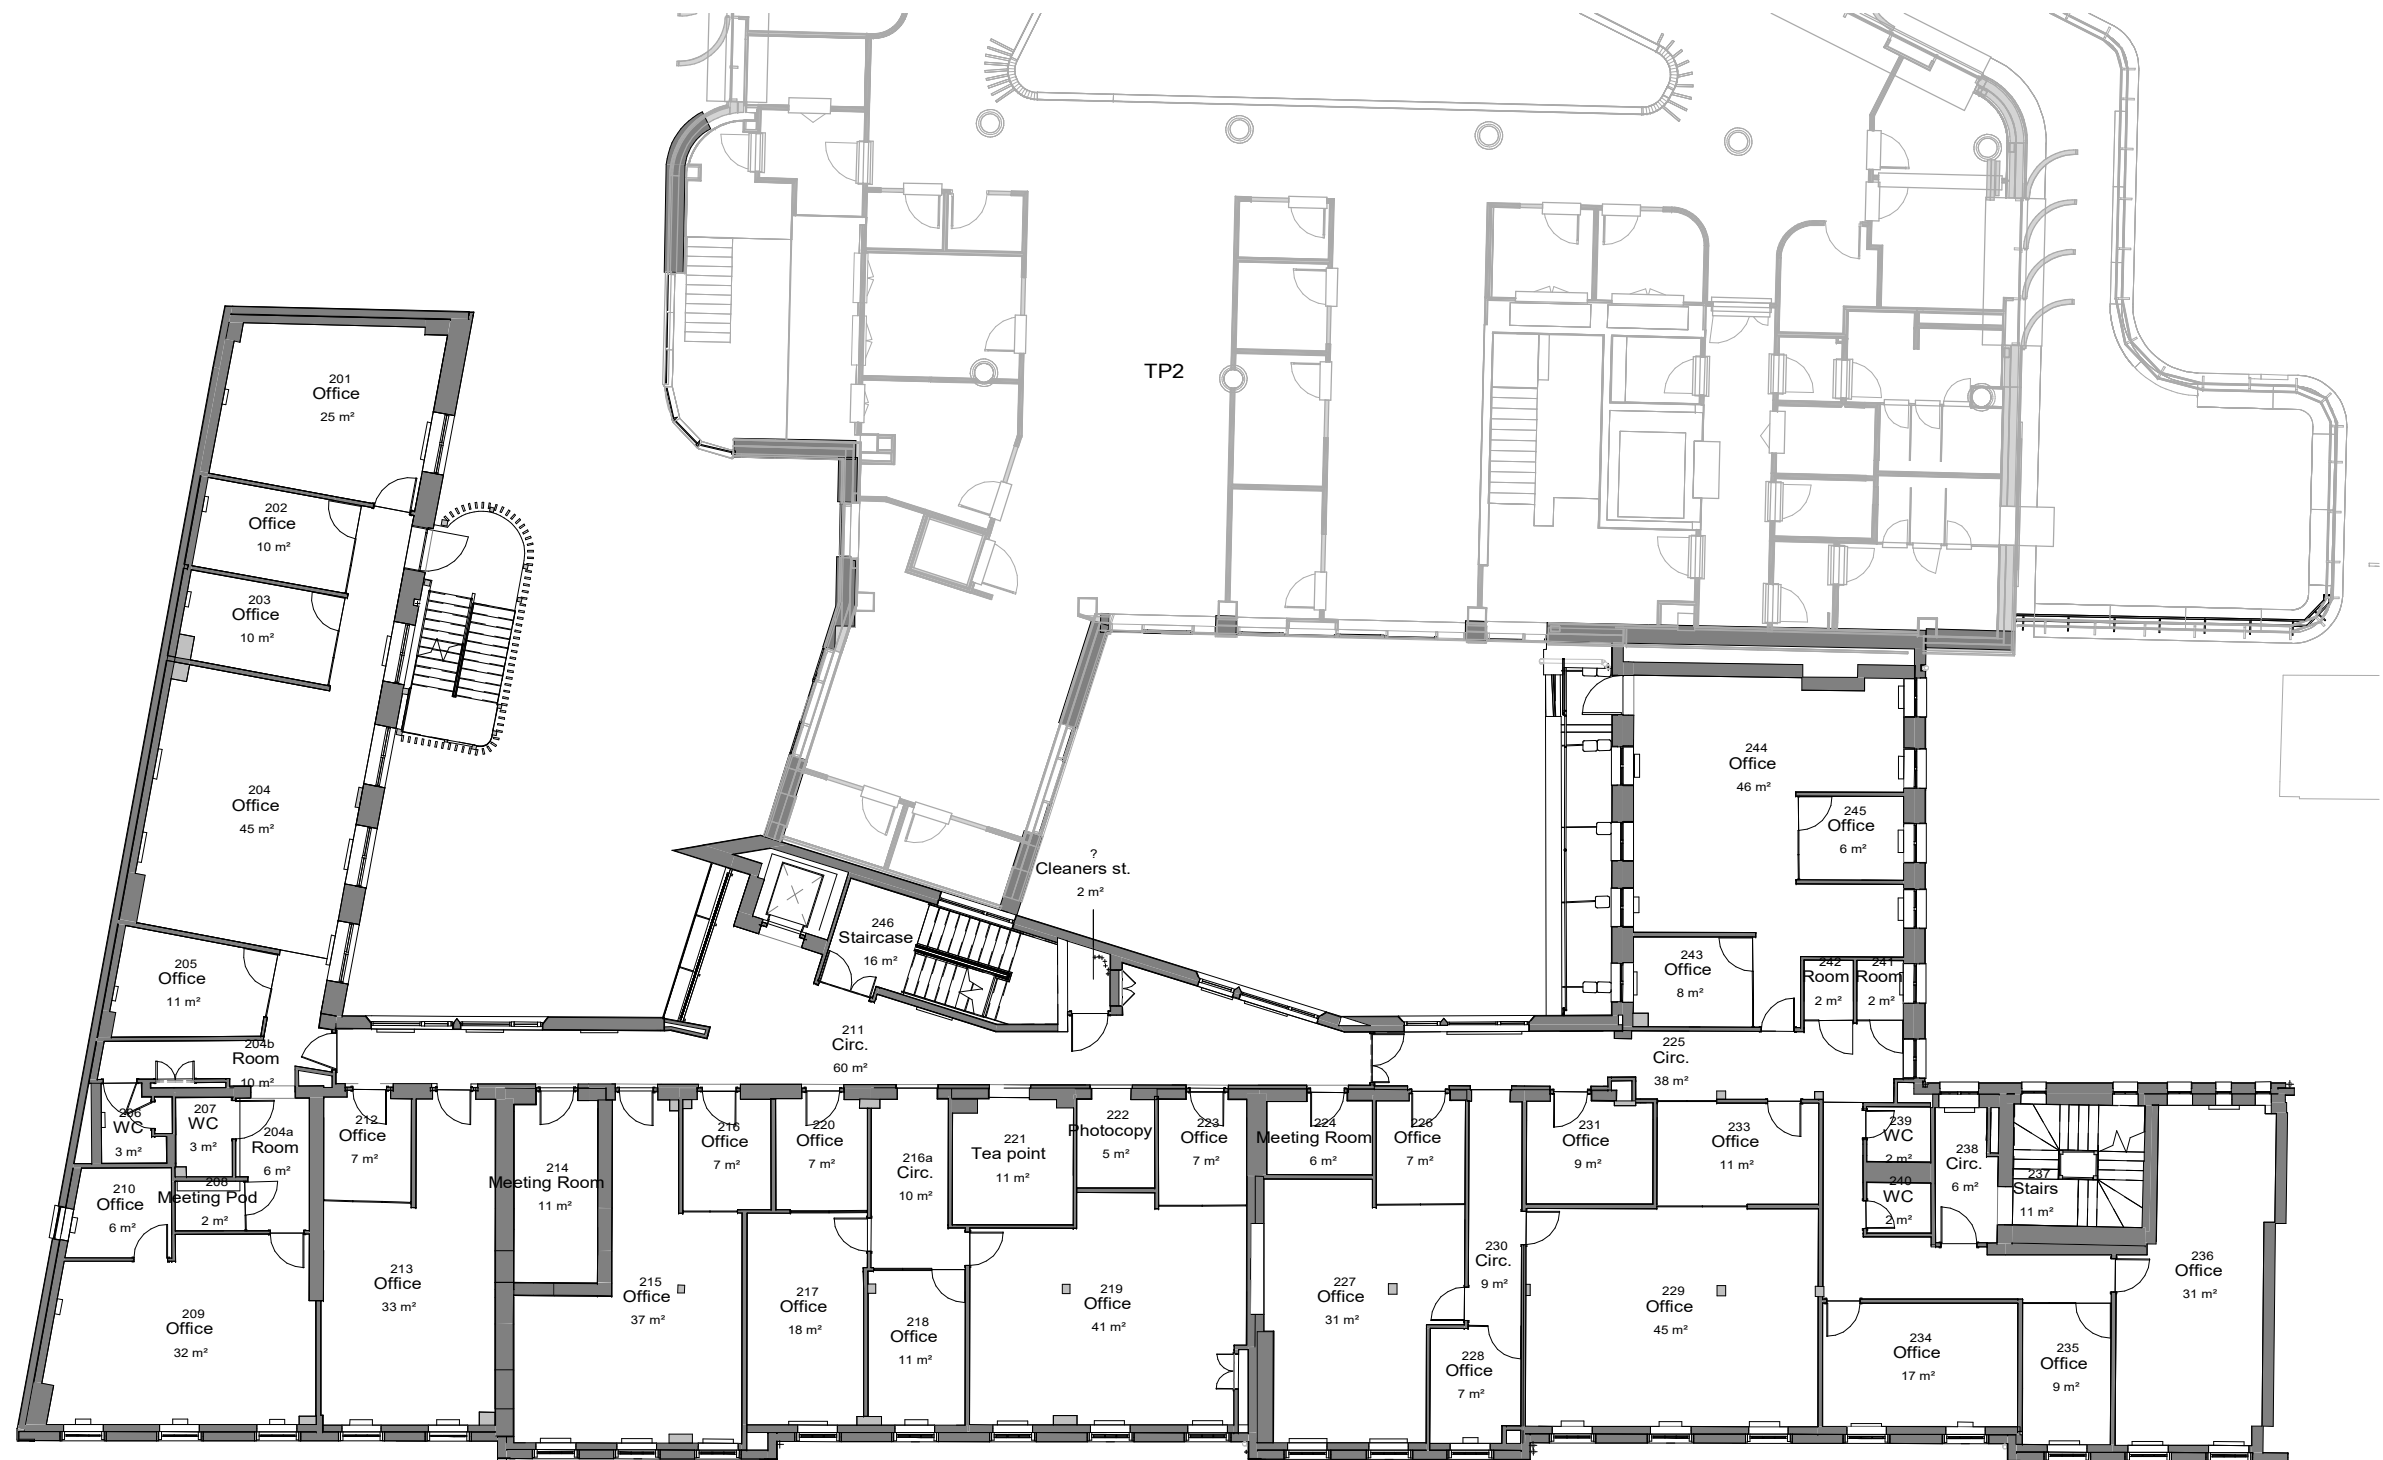 TP2
201
Office
25 m²
202
Office
10 m²
203
Office
10 m²
204
Office
45 m²
205
Office
11 m²
204b
Room
10 m²
206
WC
3 m²
207
WC
3 m²
204a
Room
6 m²
208
Meeting Pod
2 m²
210
Office
6 m²
209
Office
32 m²
212
Office
7 m²
213
Office
33 m²
214
Meeting Room
11 m²
215
Office
37 m²
216
Office
7 m²
220
Office
7 m²
217
Office
18 m²
216a
Circ.
10 m²
218
Office
11 m²
221
Tea point
11 m²
219
Office
41 m²
222
Photocopy
5 m²
223
Office
7 m²
211
Circ.
60 m²
246
Staircase
16 m²
?
Cleaners st.
2 m²
224
Meeting Room
6 m²
226
Office
7 m²
227
Office
31 m²
228
Office
7 m²
230
Circ.
9 m²
231
Office
9 m²
233
Office
11 m²
229
Office
45 m²
225
Circ.
38 m²
244
Office
46 m²
245
Office
6 m²
243
Office
8 m²
242
Room
2 m²
241
Room
2 m²
239
WC
2 m²
240
WC
2 m²
238
Circ.
6 m²
237
Stairs
11 m²
234
Office
17 m²
235
Office
9 m²
236
Office
31 m²